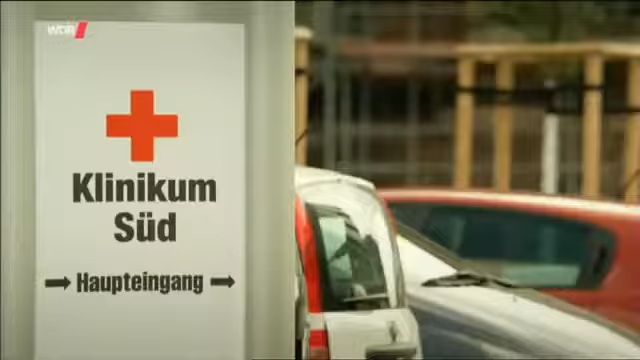 WDR
Klinikum
Süd
→ Haupteingang →